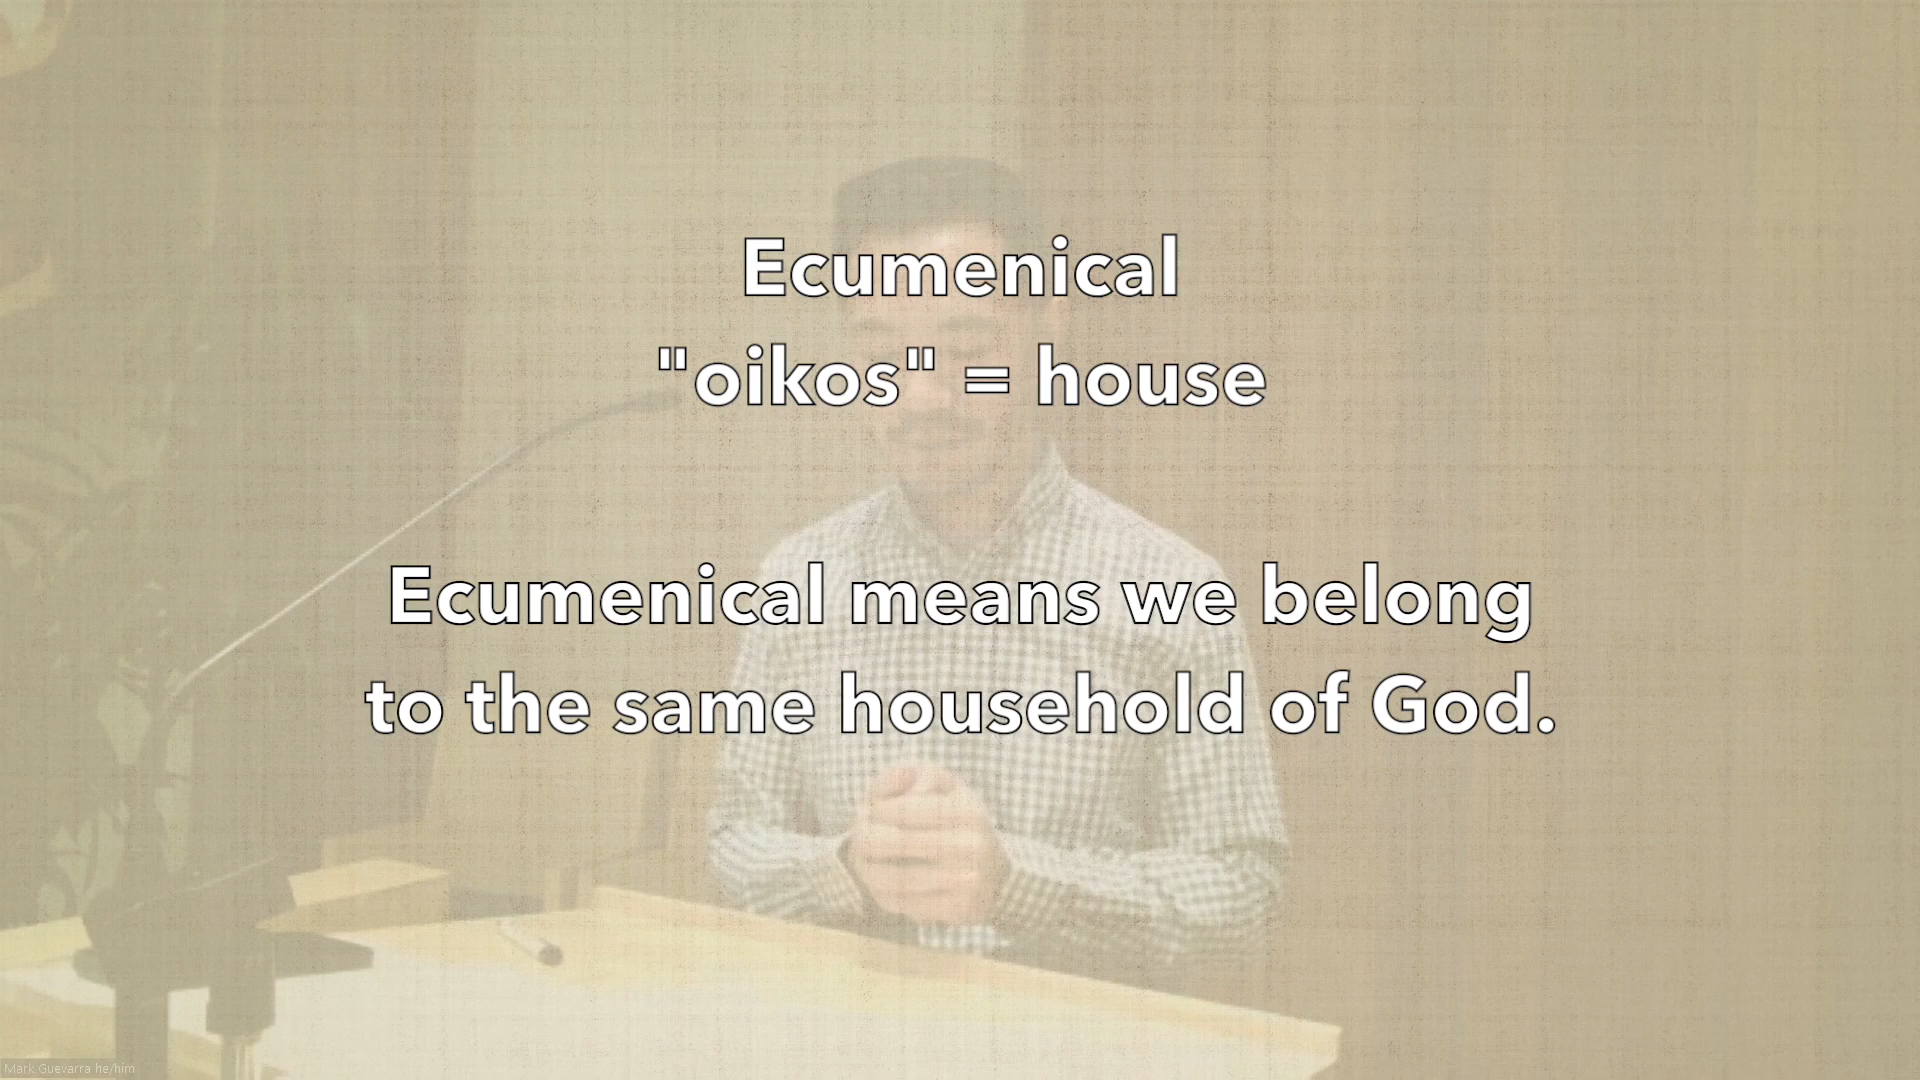 Ecumenical
"oikos" = house
Ecumenical means we belong
to the same household of God.
Mark Guevarra he/him